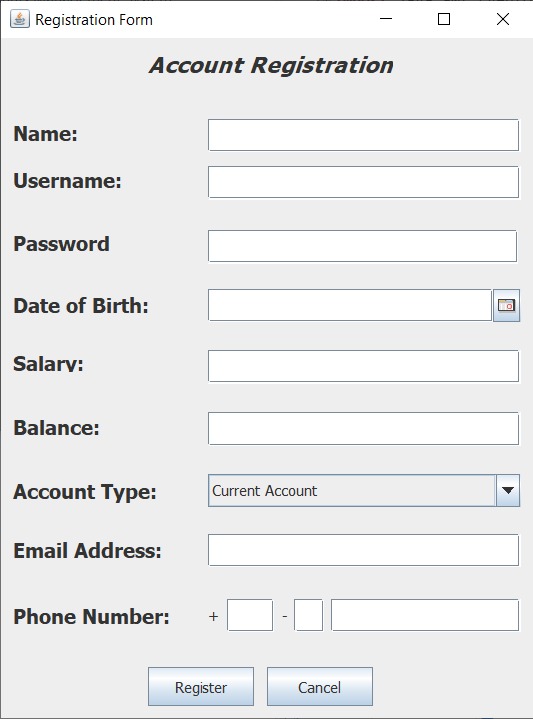 Registration Form
Account Registration
Name:
Username:
Password
Date of Birth:
Salary:
Balance:
Account Type: Current Account
Email Address:
Phone Number: + -
Register Cancel